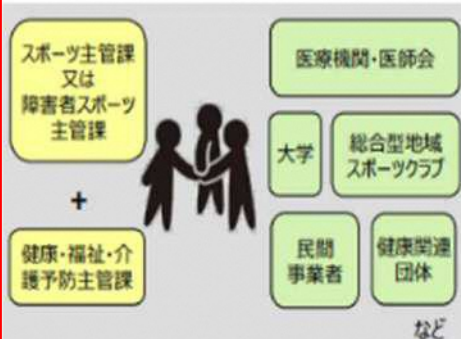 スポーツ主管課
又は
障害者スポーツ
主管課
+
健康・福祉・介
護予防主管課
医療機関・医師会
大学
総合型地域
スポーツクラブ
民間
事業者
健康関連
団体
など